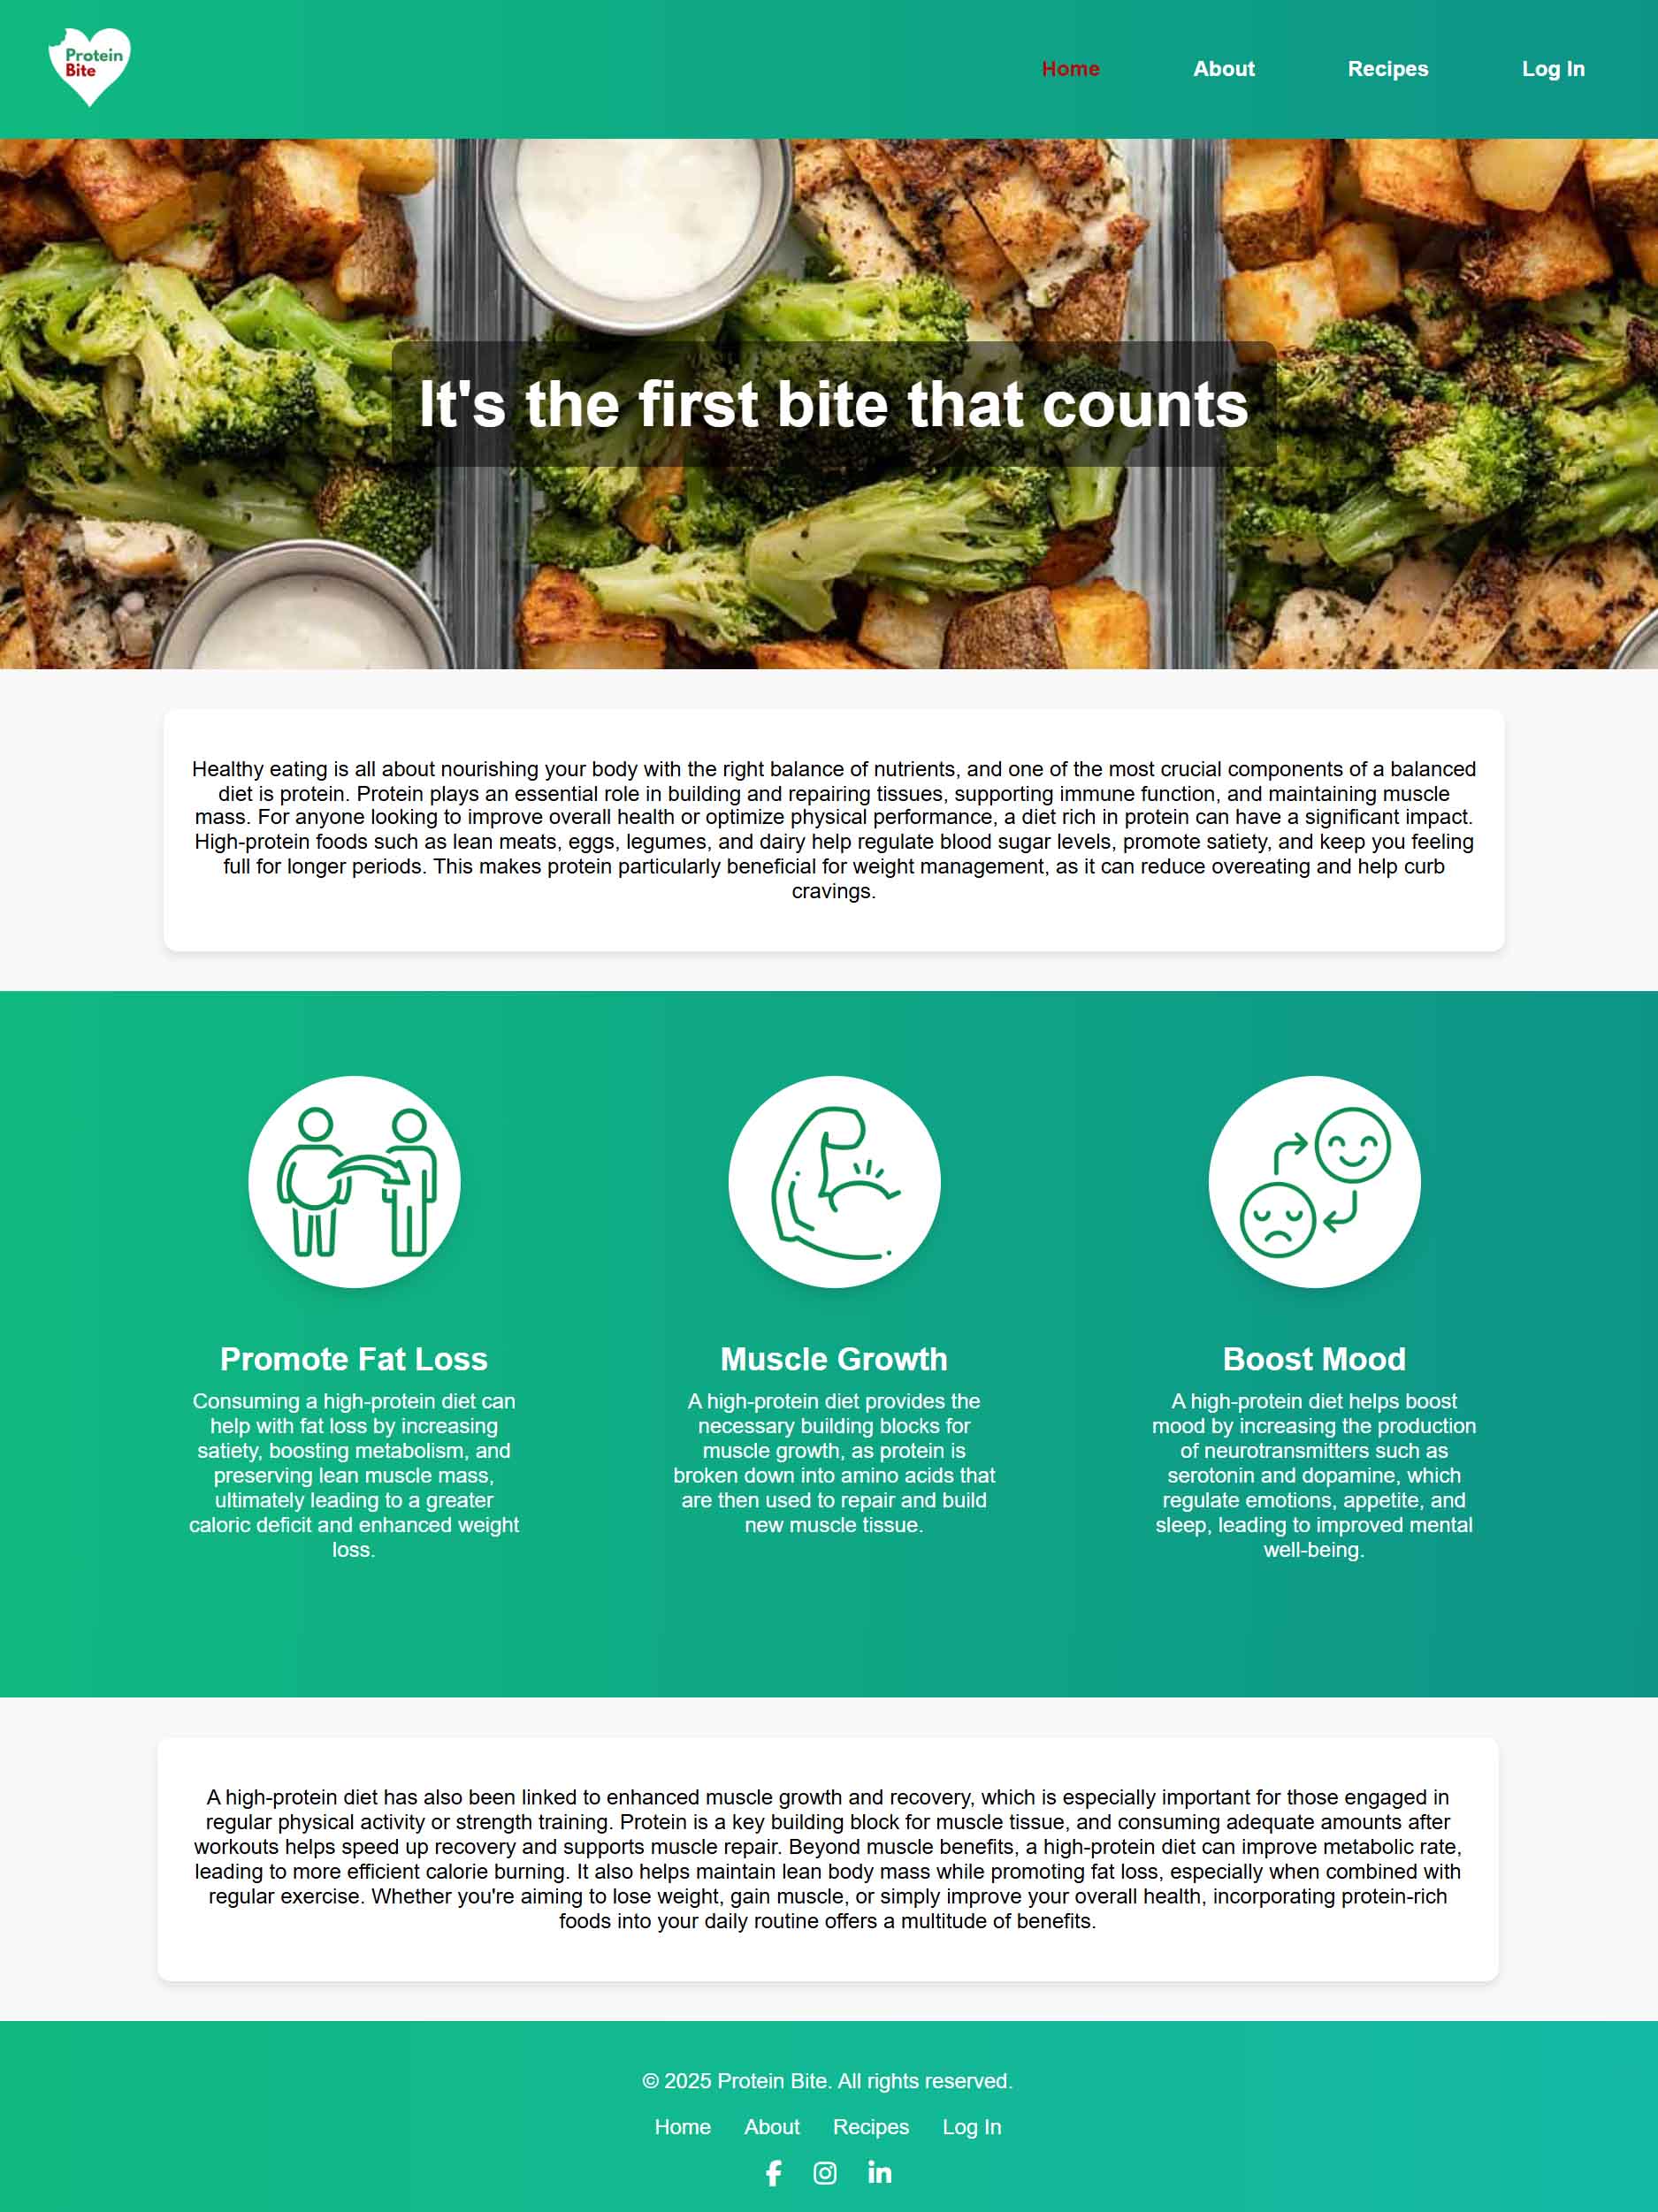 Protein
Bite
Home
About
Recipes
Log In
It's the first bite that counts
Healthy eating is all about nourishing your body with the right balance of nutrients, and one of the most crucial components of a balanced
diet is protein. Protein plays an essential role in building and repairing tissues, supporting immune function, and maintaining muscle
mass. For anyone looking to improve overall health or optimize physical performance, a diet rich in protein can have a significant impact.
High-protein foods such as lean meats, eggs, legumes, and dairy help regulate blood sugar levels, promote satiety, and keep you feeling
full for longer periods. This makes protein particularly beneficial for weight management, as it can reduce overeating and help curb
cravings.
Promote Fat Loss
Consuming a high-protein diet can
help with fat loss by increasing
satiety, boosting metabolism, and
preserving lean muscle mass,
ultimately leading to a greater
caloric deficit and enhanced weight
loss.
Muscle Growth
A high-protein diet provides the
necessary building blocks for
muscle growth, as protein is
broken down into amino acids that
are then used to repair and build
new muscle tissue.
Boost Mood
A high-protein diet helps boost
mood by increasing the production
of neurotransmitters such as
serotonin and dopamine, which
regulate emotions, appetite, and
sleep, leading to improved mental
well-being.
A high-protein diet has also been linked to enhanced muscle growth and recovery, which is especially important for those engaged in
regular physical activity or strength training. Protein is a key building block for muscle tissue, and consuming adequate amounts after
workouts helps speed up recovery and supports muscle repair. Beyond muscle benefits, a high-protein diet can improve metabolic rate,
leading to more efficient calorie burning. It also helps maintain lean body mass while promoting fat loss, especially when combined with
regular exercise. Whether you're aiming to lose weight, gain muscle, or simply improve your overall health, incorporating protein-rich
foods into your daily routine offers a multitude of benefits.
© 2025 Protein Bite. All rights reserved.
Home
About
Recipes
Log In